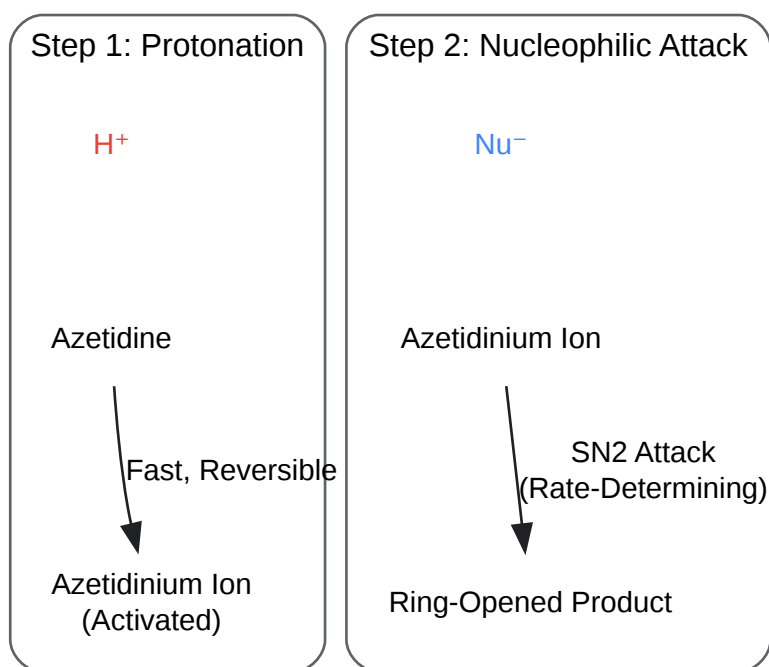 Step 1: Protonation
H⁺
Azetidine
Fast, Reversible
Azetidinium Ion
(Activated)
Step 2: Nucleophilic Attack
Nu⁻
Azetidinium Ion
SN2 Attack
(Rate-Determining)
Ring-Opened Product